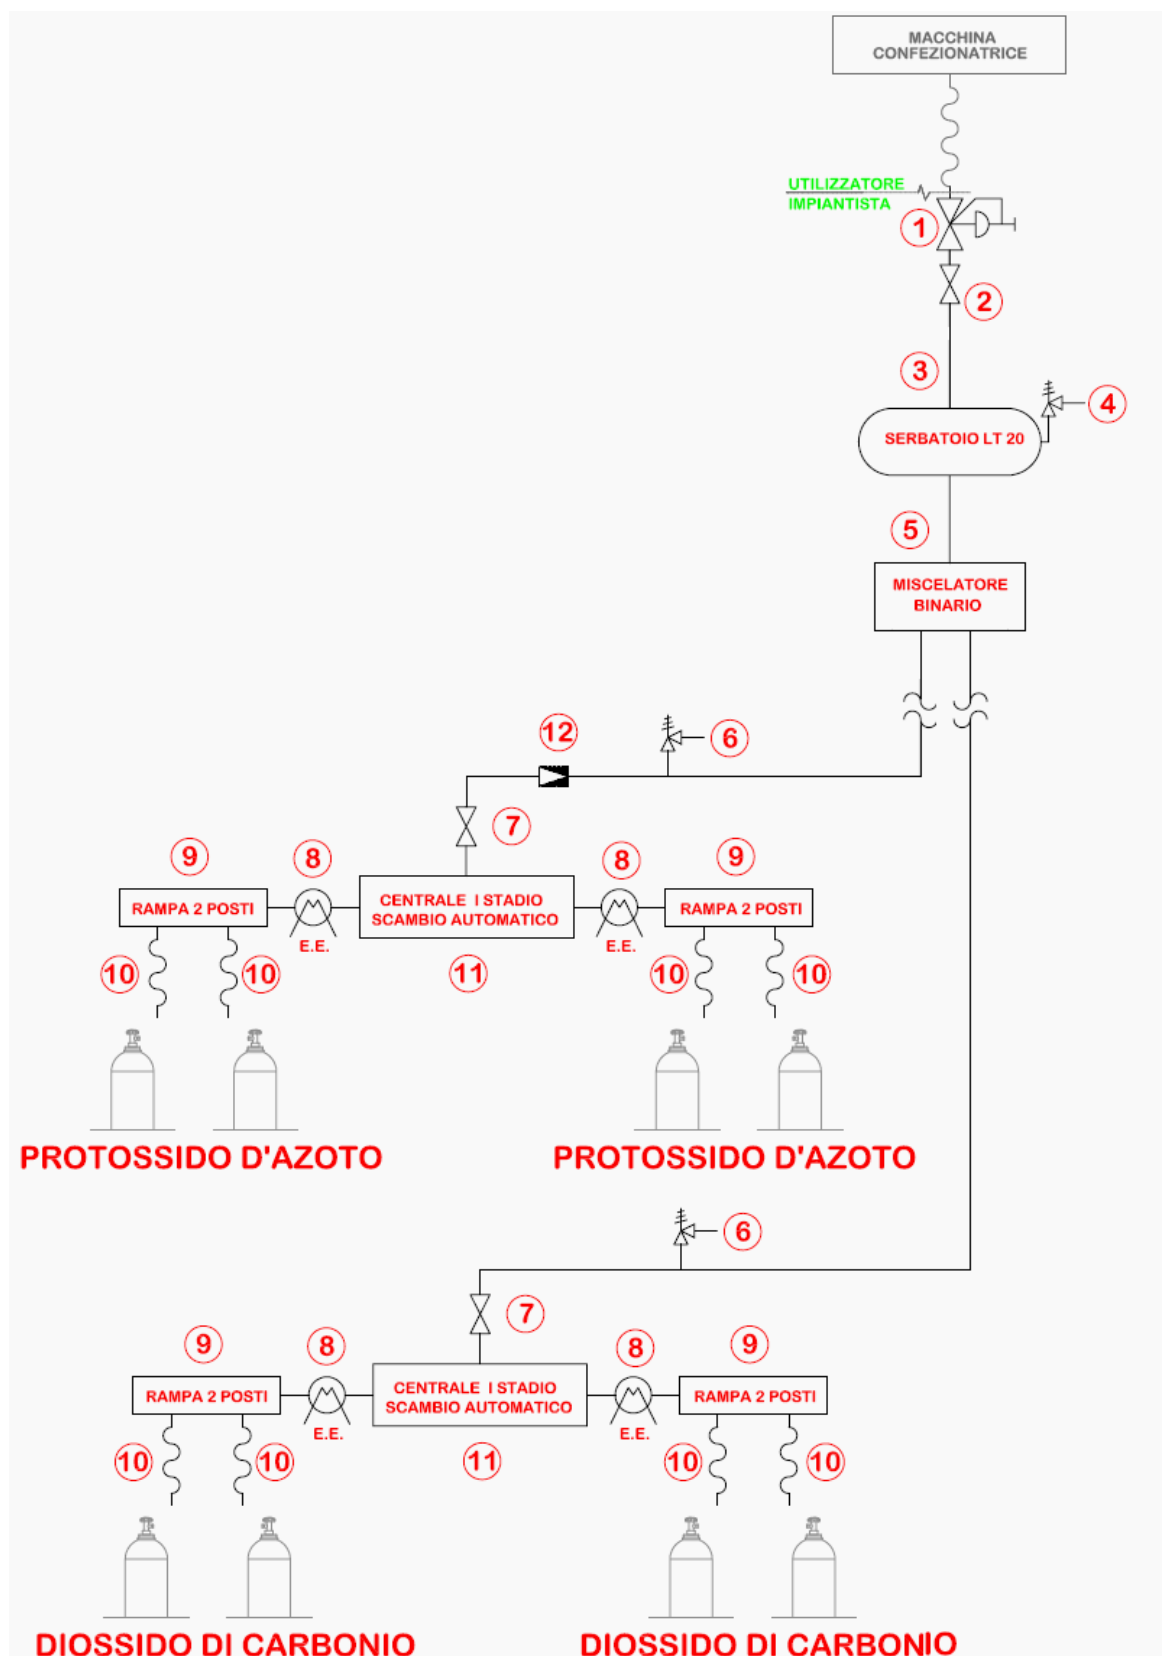 MACCHINA
CONFEZIONATRICE
UTILIZZATORE
IMPIANTISTA
1
2
3
4
SERBATOIO LT 20
5
MISCELATORE
BINARIO
12
6
7
9
8
8
9
RAMPA 2 POSTI
CENTRALE I STADIO
SCAMBIO AUTOMATICO
RAMPA 2 POSTI
E.E.
E.E.
10
10
11
10
10
PROTOSSIDO D'AZOTO
PROTOSSIDO D'AZOTO
6
7
9
8
8
9
RAMPA 2 POSTI
CENTRALE I STADIO
SCAMBIO AUTOMATICO
RAMPA 2 POSTI
E.E.
E.E.
10
10
11
10
10
DIOSSIDO DI CARBONIO
DIOSSIDO DI CARBONIO